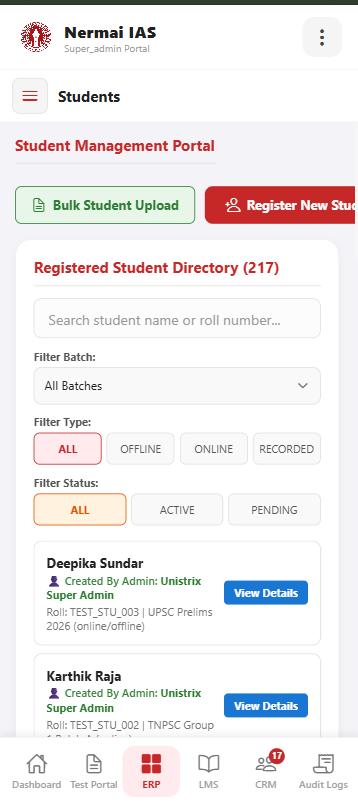 Nermai IAS
Super_admin Portal
Students
Student Management Portal
Bulk Student Upload
Register New Stu
Registered Student Directory (217)
Search student name or roll number...
Filter Batch:
All Batches
Filter Type:
ALL OFFLINE ONLINE RECORDED
Filter Status:
ALL ACTIVE PENDING
Deepika Sundar
Created By Admin: Unistrix
Super Admin
View Details
Roll: TEST_STU_003 | UPSC Prelims
2026 (online/offline)
Karthik Raja
Created By Admin: Unistrix
Super Admin
View Details
Roll: TEST_STU_002 | TNPSC Group
17
Dashboard Test Portal ERP LMS CRM Audit Logs